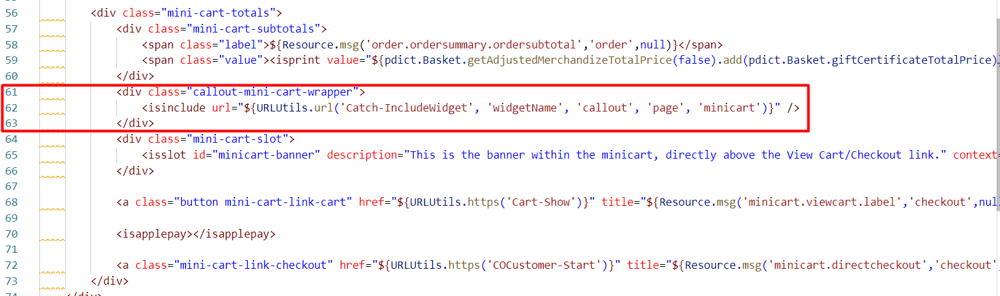 56 <div class="mini-cart-totals">
57 <div class="mini-cart-subtotals">
58 <span class="label">${Resource.msg('order.ordersummary.ordersubtotal','order',null)}</span>
59 <span class="value"><isprint value="${pdict.Basket.getAdjustedMerchandizeTotalPrice(false).add(pdict.Basket.giftCertificateTotalPrice)}
60 </div>
61 <div class="callout-mini-cart-wrapper">
62 <isinclude url="${URLUtils.url('Catch-IncludeWidget', 'widgetName', 'callout', 'page', 'minicart')}" />
63 </div>
64 <div class="mini-cart-slot">
65 <isslot id="minicart-banner" description="This is the banner within the minicart, directly above the View Cart/Checkout link." context=
66 </div>
67
68 <a class="button mini-cart-link-cart" href="${URLUtils.https('Cart-Show')}" title="${Resource.msg('minicart.viewcart.label','checkout',nul
69
70 <isapplepay></isapplepay>
71
72 <a class="mini-cart-link-checkout" href="${URLUtils.https('COCustomer-Start')}" title="${Resource.msg('minicart.directcheckout','checkout'
73 </div>